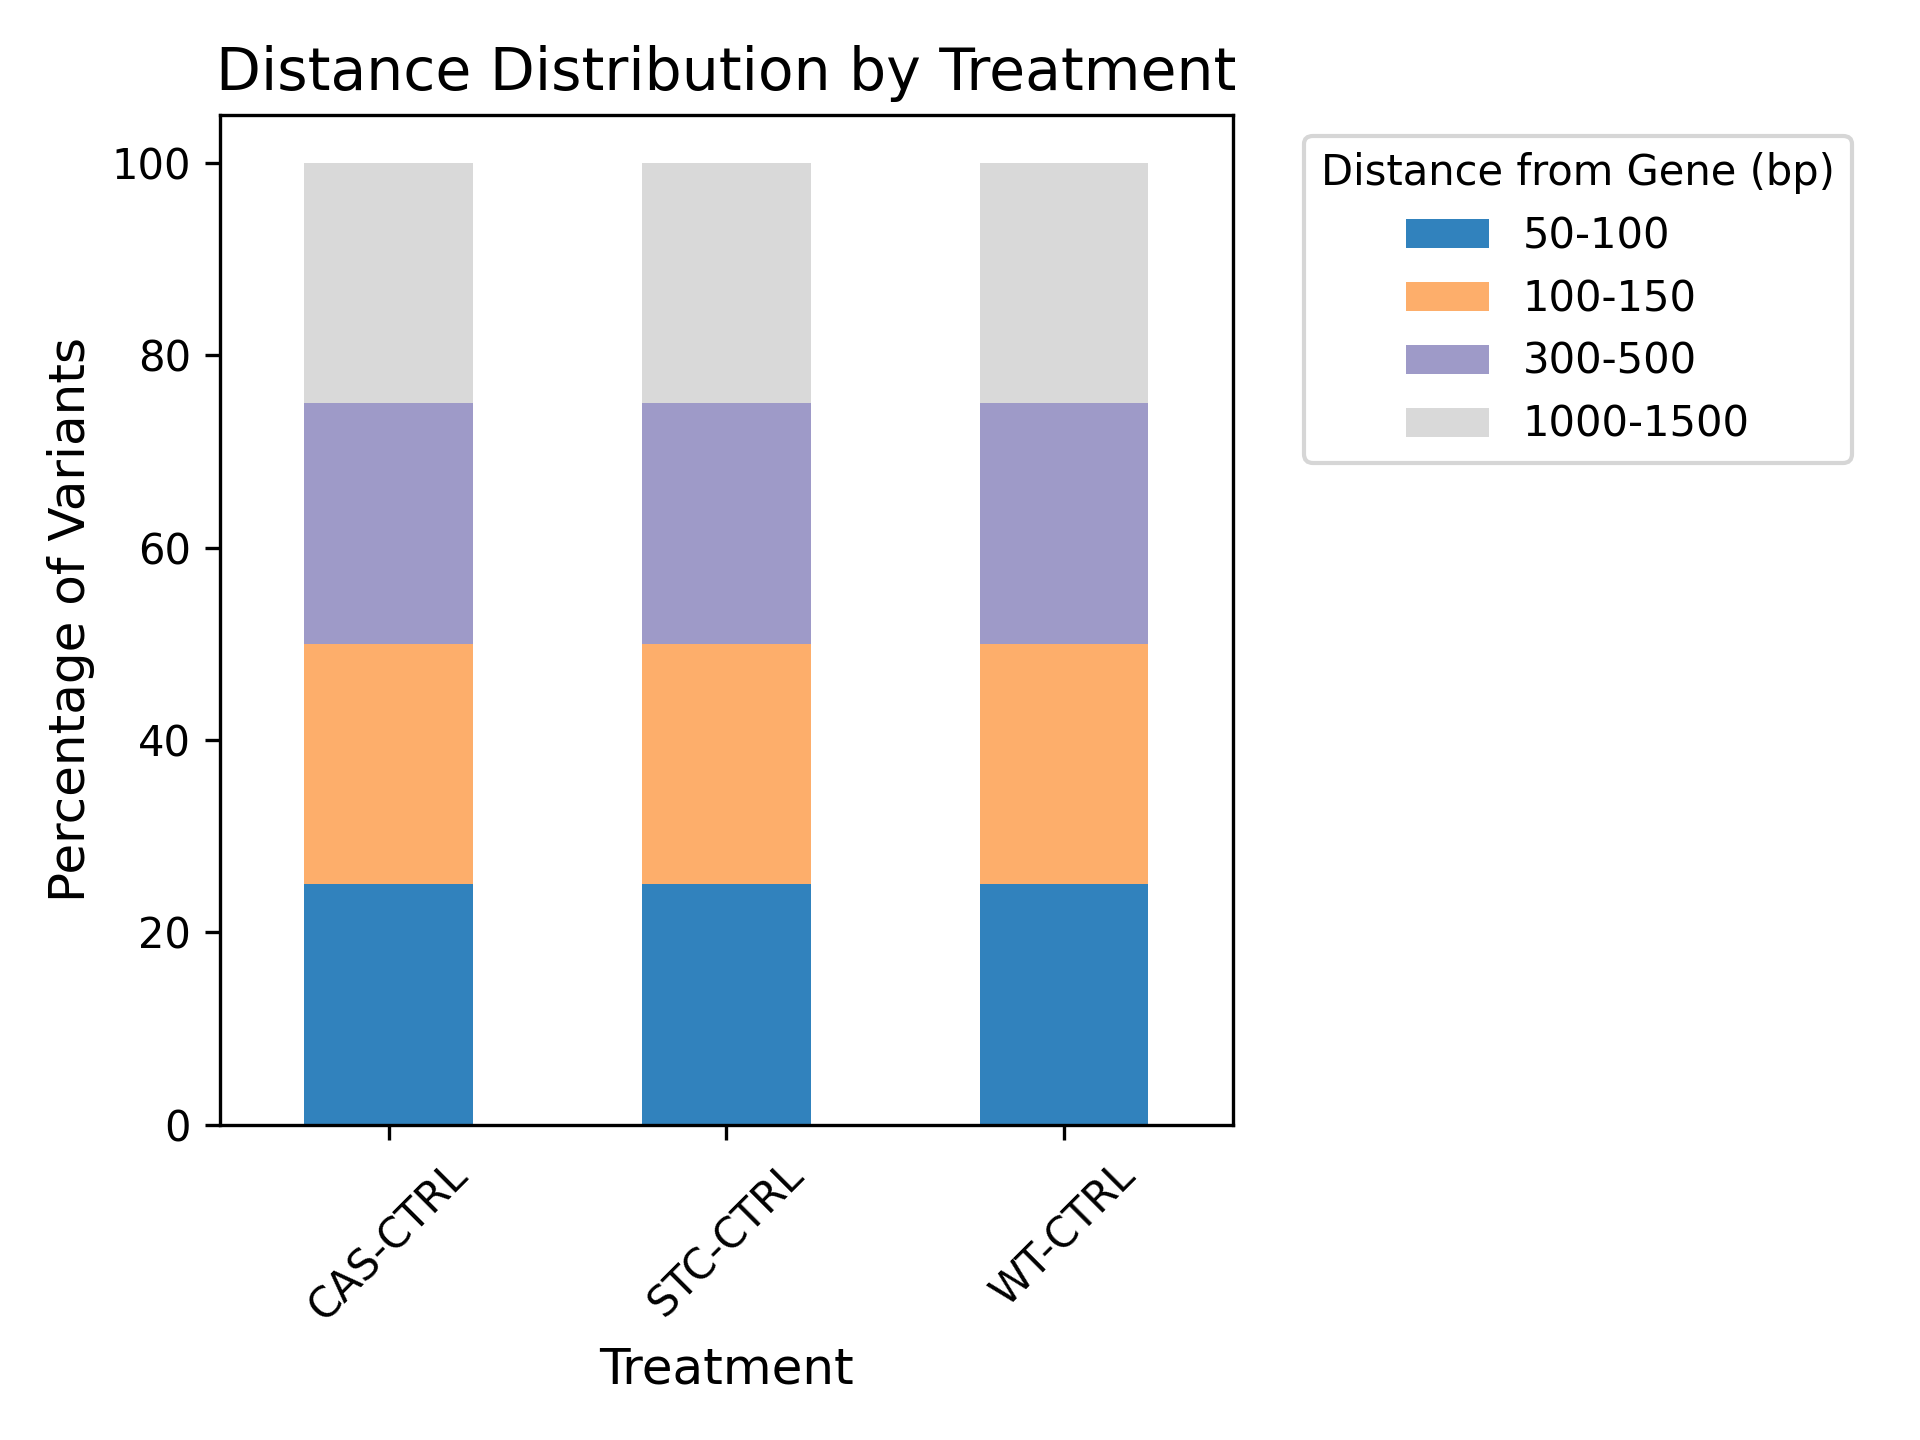 Distance Distribution by Treatment
Percentage of Variants
100
80
60
40
20
0
CAS-CTRL
STC-CTRL
WT-CTRL
Treatment
Distance from Gene (bp)
50-100
100-150
300-500
1000-1500